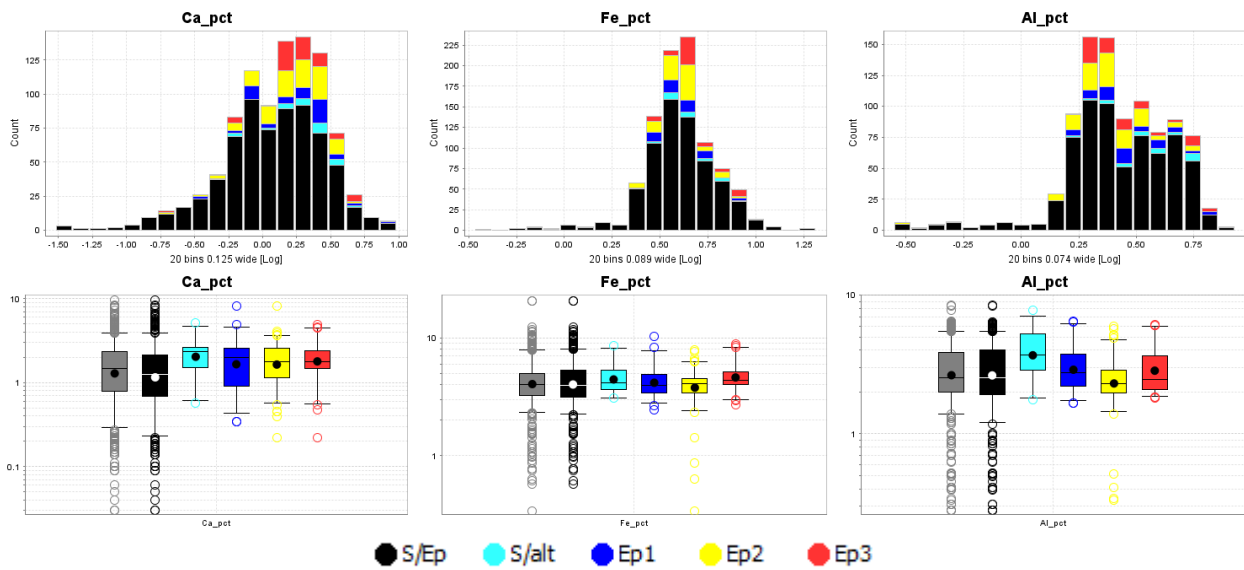 Ca_pct
Fe_pct
Al_pct
Count
125
100
75
50
25
0
-1.50
-1.25
-1.00
-0.75
-0.50
-0.25
0.00
0.25
0.50
0.75
1.00
20 bins 0.125 wide [Log]
Count
225
200
175
150
125
100
75
50
25
0
-0.50
-0.25
0.00
0.25
0.50
0.75
1.00
1.25
20 bins 0.089 wide [Log]
Count
150
125
100
75
50
25
0
-0.50
-0.25
0.00
0.25
0.50
0.75
20 bins 0.074 wide [Log]
Ca_pct
Fe_pct
Al_pct
10
1
0.1
Ca_pct
10
1
Fe_pct
10
1
Al_pct
S/Ep
S/alt
Ep1
Ep2
Ep3